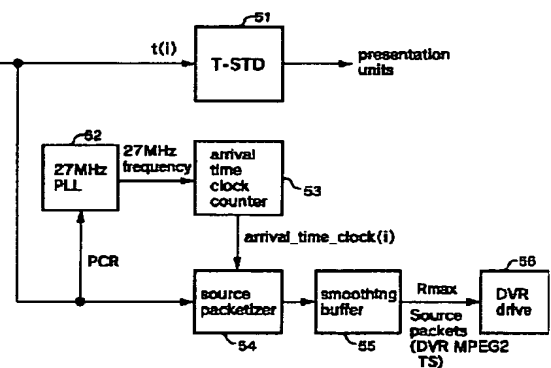 51
t(i)
T-STD
presentation
units
52
27MHz
PLL
27MHz
frequency
arrival
time
clock
counter
53
arrival_time_clock(i)
PCR
56
source
packetizer
54
smoothing
buffer
55
Rmax
Source
packets
(DVR MPEG2
TS)
DVR
drive